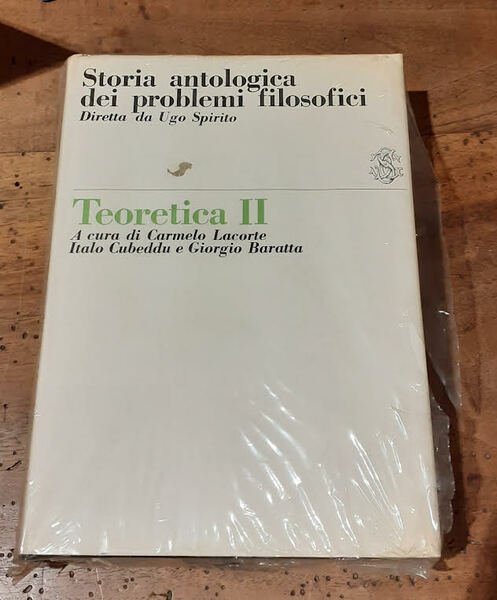 Storia antologica
dei problemi filosofici
Diretta da Ugo Spirito
Teoretica II
A cura di Carmelo Lacorte
Italo Cubeddu e Giorgio Baratta